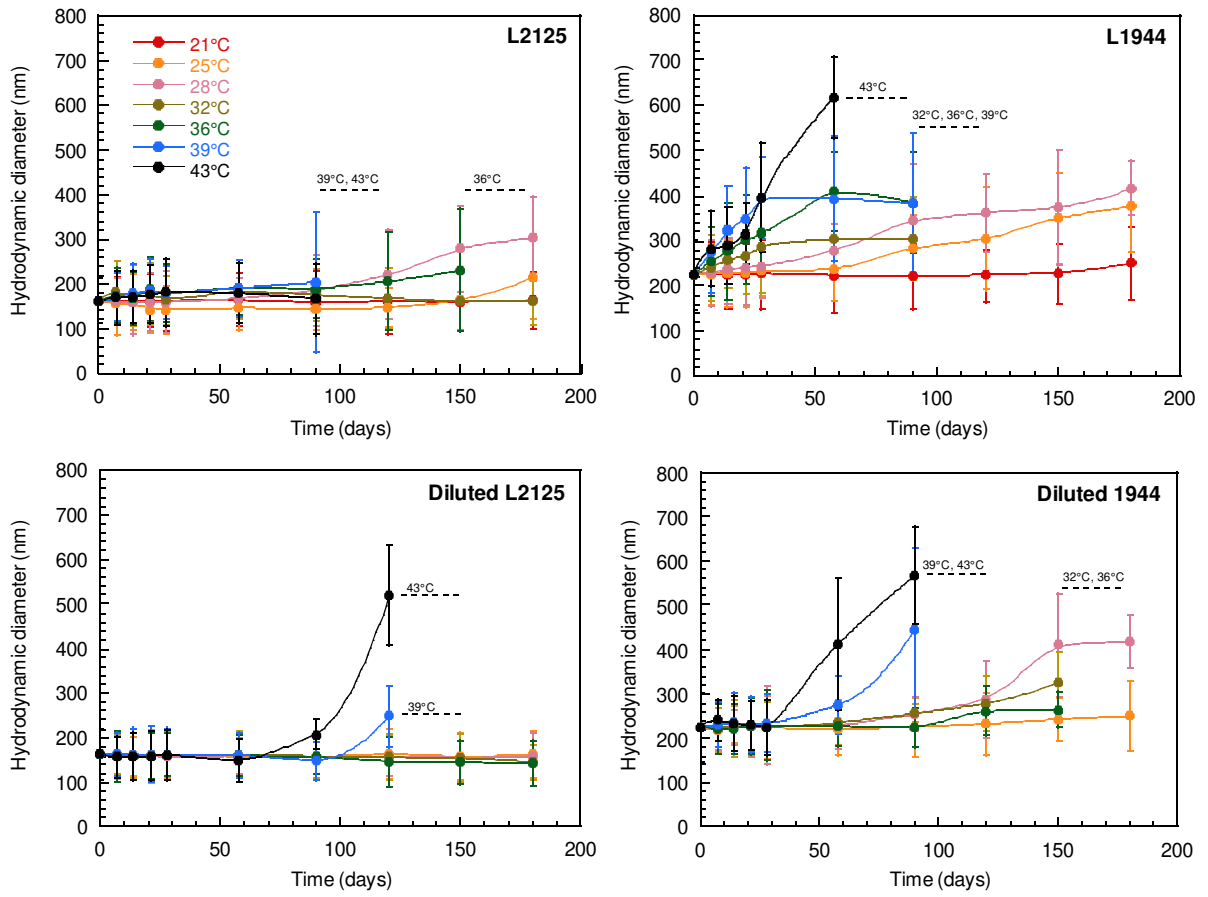 L2125
Hydrodynamic diameter (nm)
800
700
600
500
400
300
200
100
0
21°C
25°C
28°C
32°C
36°C
39°C
43°C
39°C, 43°C
36°C
0 50 100 150 200
Time (days)
L1944
Hydrodynamic diameter (nm)
800
700
600
500
400
300
200
100
0
43°C
32°C, 36°C, 39°C
0 50 100 150 200
Time (days)
Diluted L2125
Hydrodynamic diameter (nm)
800
700
600
500
400
300
200
100
0
43°C
39°C
0 50 100 150 200
Time (days)
Diluted 1944
Hydrodynamic diameter (nm)
800
700
600
500
400
300
200
100
0
39°C, 43°C
32°C, 36°C
0 50 100 150 200
Time (days)